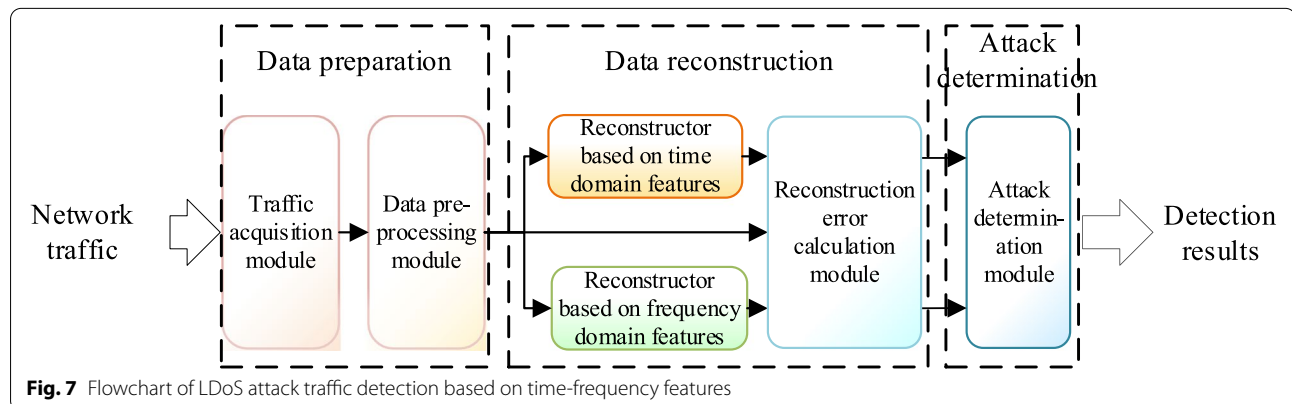 Data preparation
Data reconstruction
Attack
determination
Network
traffic
Traffic
acquisition
module
Data pre-
processing
module
Reconstructor
based on time
domain features
Reconstructor
based on frequency
domain features
Reconstruction
error
calculation
module
Attack
determin-
ation
module
Detection
results
Fig. 7 Flowchart of LDoS attack traffic detection based on time-frequency features